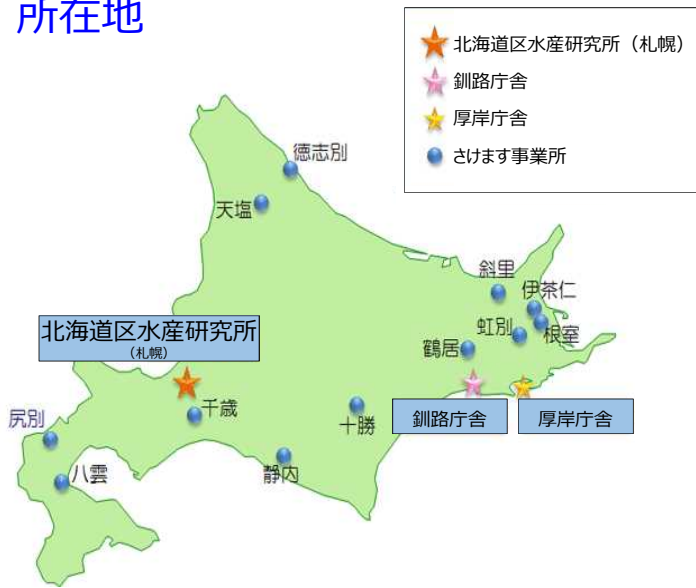 所在地
北海道区水産研究所（札幌）
釧路庁舎
厚岸庁舎
さけます事業所
徳志別
天塩
斜里
伊茶仁
虹別
根室
鶴居
北海道区水産研究所
（札幌）
千歳
十勝
釧路庁舎
厚岸庁舎
尻別
八雲
静内